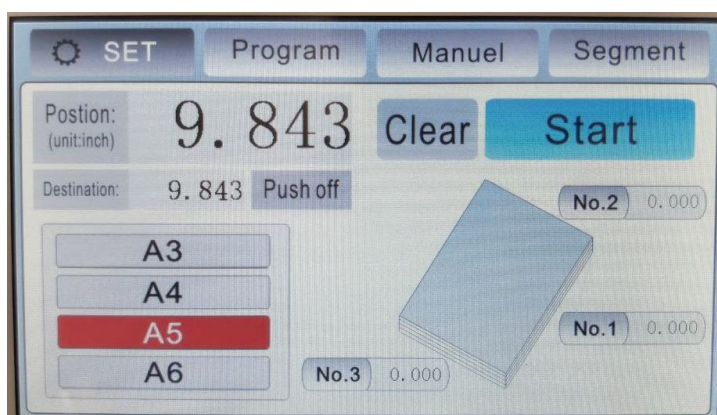 SET Program Manuel Segment
Postion: 9.843 Clear Start
(unit:inch)
Destination: 9.843 Push off
No.2 0.000
A3
A4
A5
No.1 0.000
A6
No.3 0.000